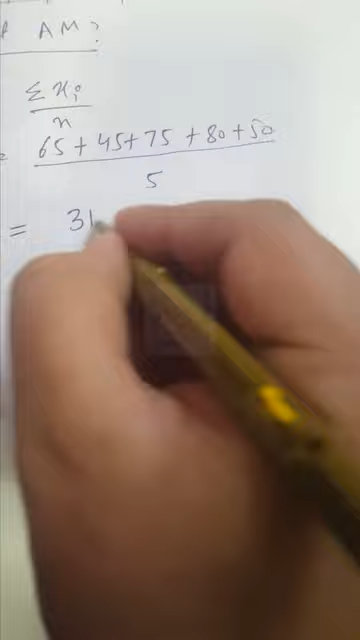 AM?
Σxi
n
= 65 + 45+ 75 + 80 + 50
5
= 31